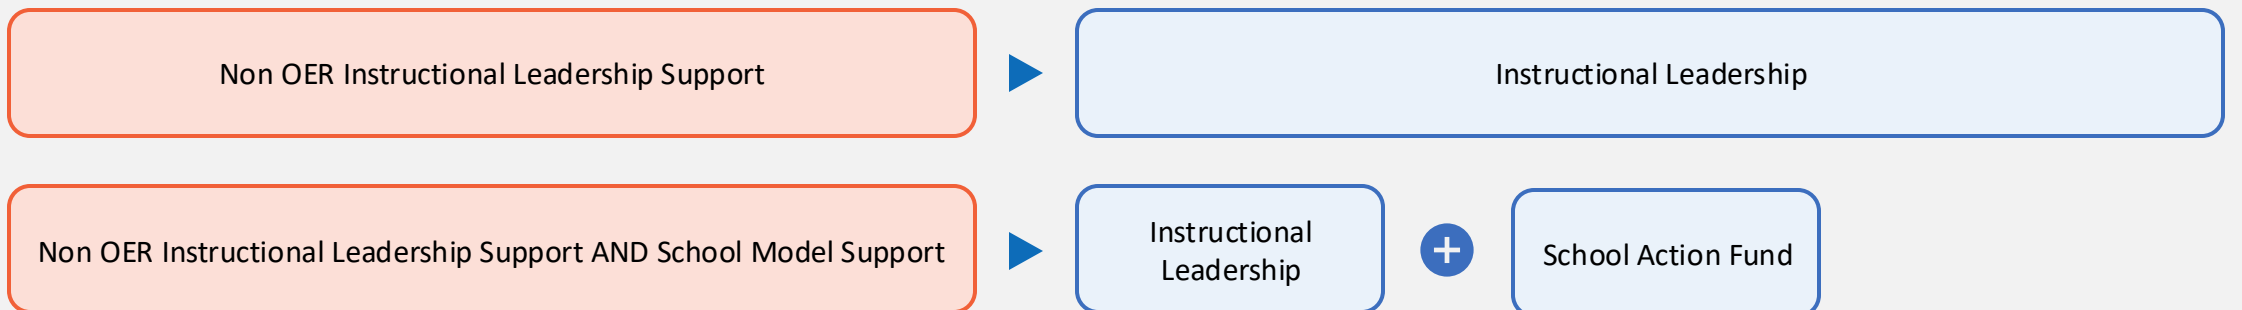 Non OER Instructional Leadership Support
Instructional Leadership
Non OER Instructional Leadership Support AND School Model Support
Instructional
Leadership
School Action Fund